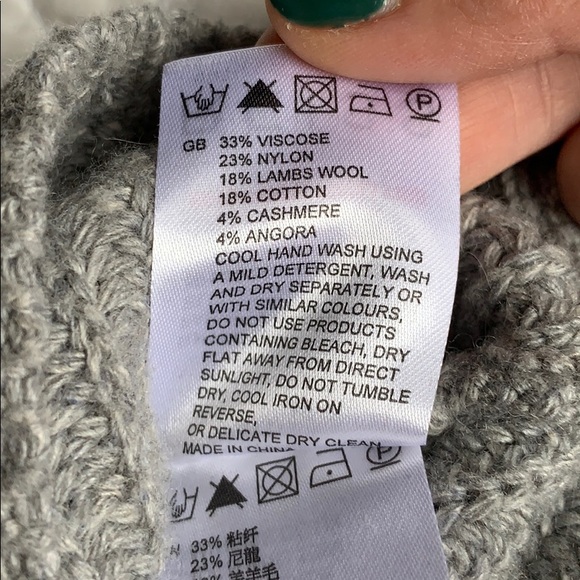 P
GB 33% VISCOSE
23% NYLON
18% LAMBS WOOL
18% COTTON
4% CASHMERE
4% ANGORA
COOL HAND WASH USING
A MILD DETERGENT, WASH
AND DRY SEPARATELY OR
WITH SIMILAR COLOURS,
DO NOT USE PRODUCTS
CONTAINING BLEACH, DRY
FLAT AWAY FROM DIRECT
SUNLIGHT, DO NOT TUMBLE
DRY, COOL IRON ON
REVERSE,
OR DELICATE DRY CLEAN
MADE IN CHINA
P
33% 粘纤
23% 尼龍
羊羔毛